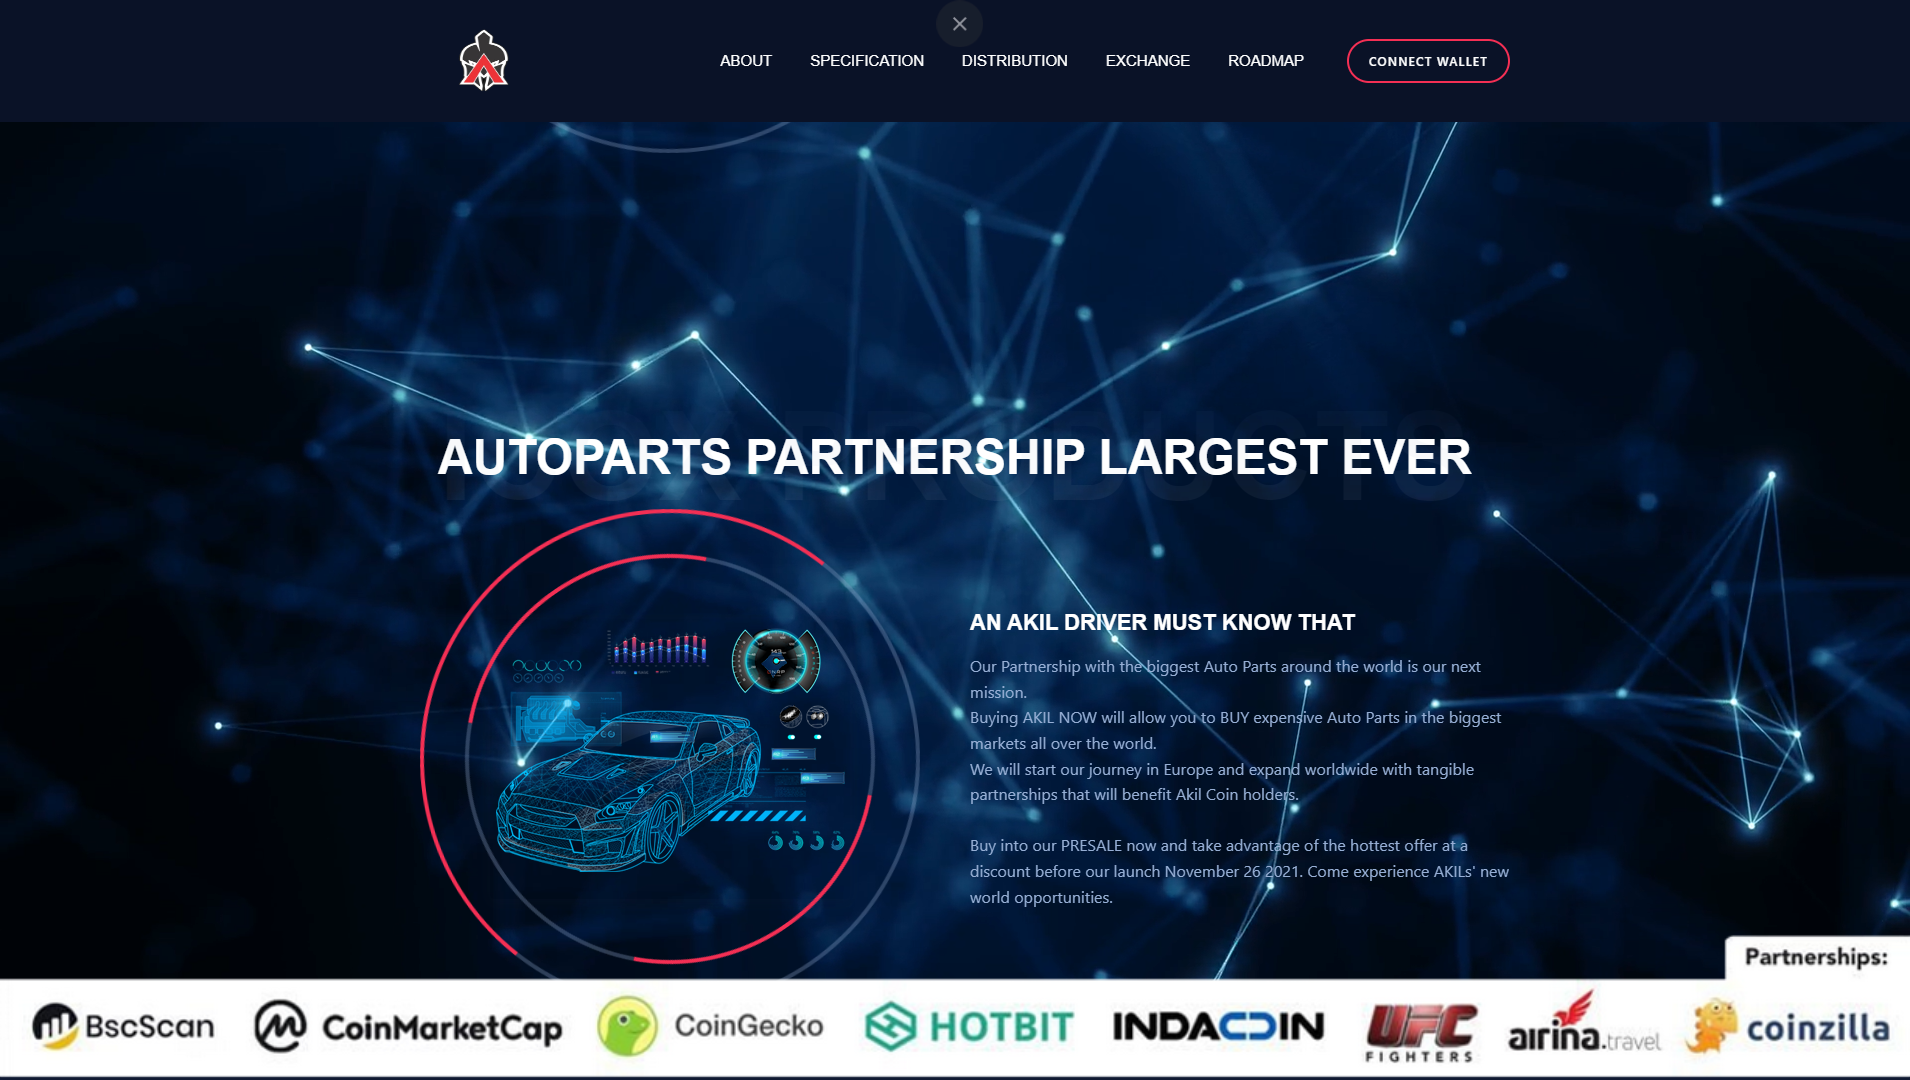 ABOUT
SPECIFICATION
DISTRIBUTION
EXCHANGE
ROADMAP
CONNECT WALLET
AUTOPARTS PARTNERSHIP LARGEST EVER
AN AKIL DRIVER MUST KNOW THAT
Our Partnership with the biggest Auto Parts around the world is our next
mission.
Buying AKIL NOW will allow you to BUY expensive Auto Parts in the biggest
markets all over the world.
We will start our journey in Europe and expand worldwide with tangible
partnerships that will benefit Akil Coin holders.
Buy into our PRESALE now and take advantage of the hottest offer at a
discount before our launch November 26 2021. Come experience AKILs' new
world opportunities.
Partnerships:
BscScan
CoinMarketCap
CoinGecko
HOTBIT
INDACOIN
UFC
FIGHTERS
airina.travel
coinzilla